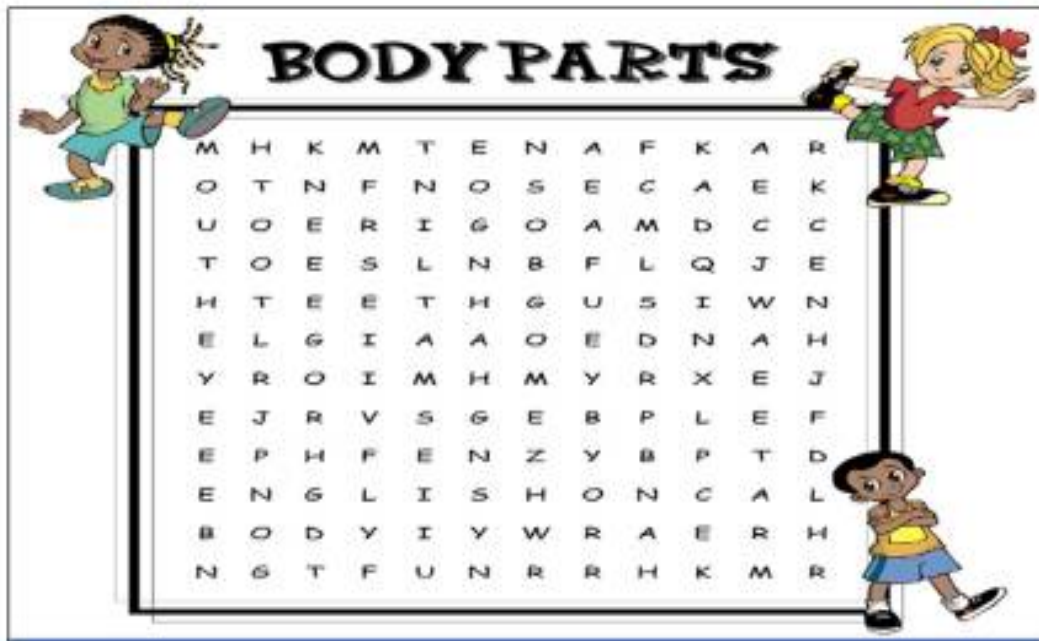 BODY PARTS
M H K M T E N A F K A R
O T N F N O S E C A E K
U O E R I G O A M D C C
T O E S L N B F L Q J E
H T E E T H G U S I W N
E L G I A A O E D N A H
Y R O I M H M Y R X E J
E J R V S G E B P L E F
E P H F E N Z Y B P T D
E N G L I S H O N C A L
B O D Y I Y W R A E R H
N G T F U N R R H K M R